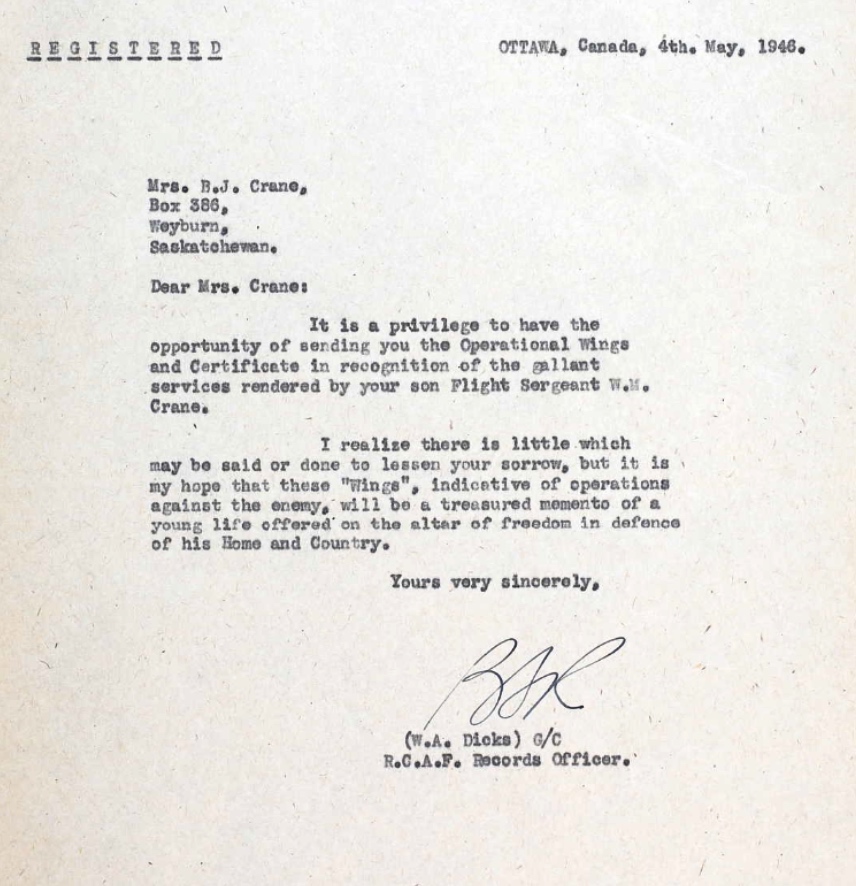 REGISTERED
OTTAWA, Canada, 4th. May, 1946.
Mrs. B.J. Crane,
Box 386,
Weyburn,
Saskatchewan.
Dear Mrs. Crane:
It is a privilege to have the
opportunity of sending you the Operational Wings
and Certificate in recognition of the gallant
services rendered by your son Flight Sergeant W.M.
Crane.
I realize there is little which
may be said or done to lessen your sorrow, but it is
my hope that these "Wings", indicative of operations
against the enemy, will be a treasured memento of a
young life offered on the altar of freedom in defence
of his Home and Country.
Yours very sincerely,
(W.A. Dicks) G/C
R.C.A.F. Records Officer.